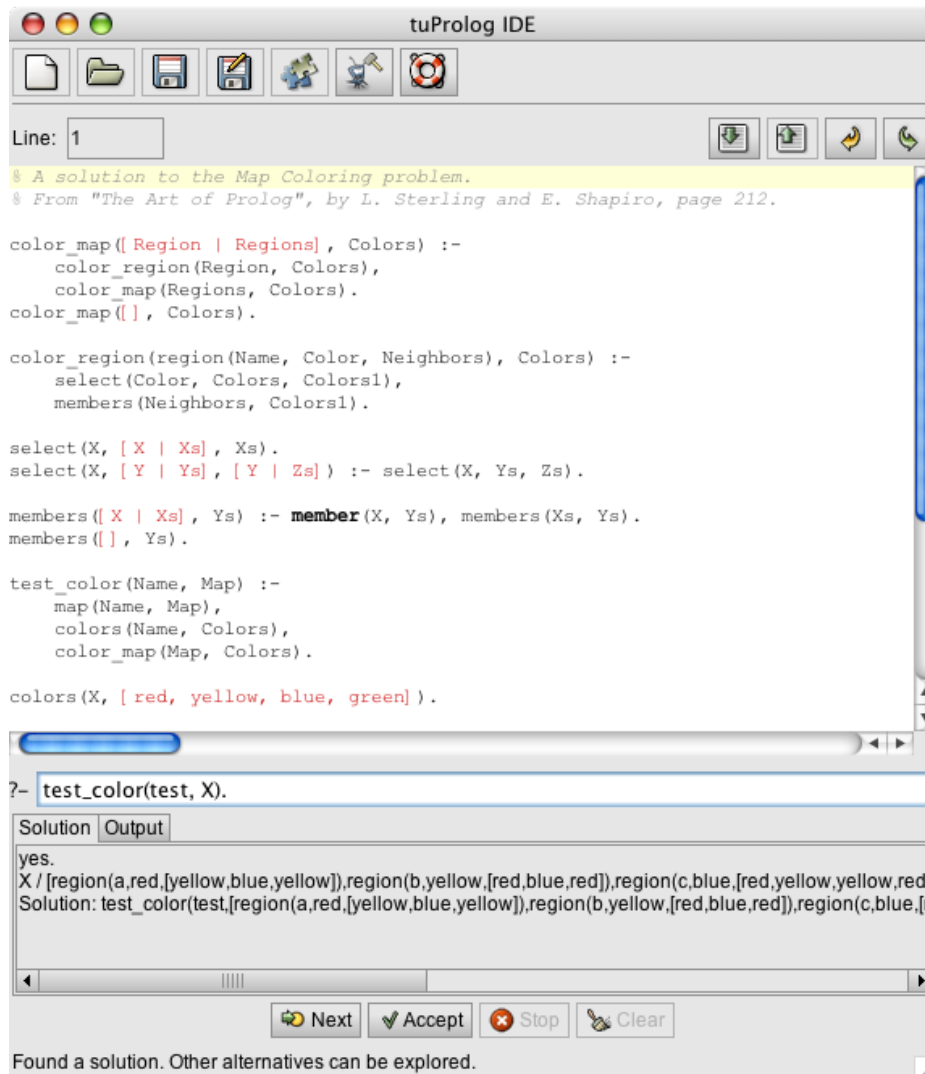 tuProlog IDE
Line: 1
% A solution to the Map Coloring problem.
% From "The Art of Prolog", by L. Sterling and E. Shapiro, page 212.
color_map([Region | Regions], Colors) :-
    color_region(Region, Colors),
    color_map(Regions, Colors).
color_map([], Colors).
color_region(region(Name, Color, Neighbors), Colors) :-
    select(Color, Colors, Colors1),
    members(Neighbors, Colors1).
select(X, [X | Xs], Xs).
select(X, [Y | Ys], [Y | Zs]) :- select(X, Ys, Zs).
members([X | Xs], Ys) :- member(X, Ys), members(Xs, Ys).
members([], Ys).
test_color(Name, Map) :-
    map(Name, Map),
    colors(Name, Colors),
    color_map(Map, Colors).
colors(X, [red, yellow, blue, green]).
?- test_color(test, X).
Solution Output
yes.
X / [region(a,red,[yellow,blue,yellow]),region(b,yellow,[red,blue,red]),region(c,blue,[red,yellow,yellow,red
Solution: test_color(test,[region(a,red,[yellow,blue,yellow]),region(b,yellow,[red,blue,red]),region(c,blue,[
Next Accept Stop Clear
Found a solution. Other alternatives can be explored.